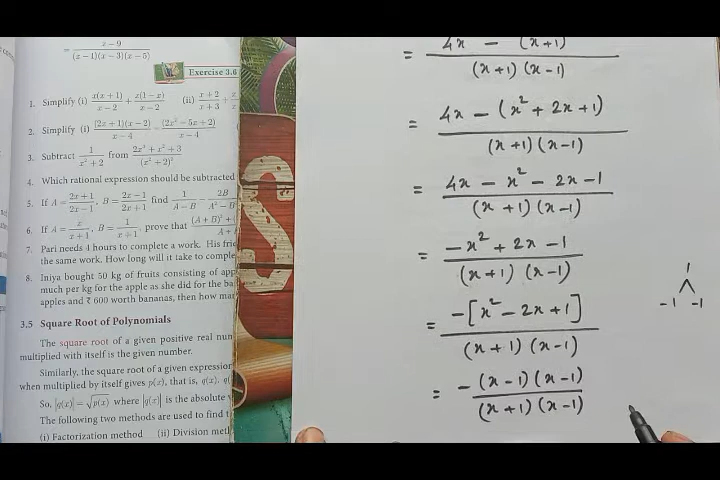 = x − 9 / (x − 1)(x − 3)(x − 5)
Exercise 3.6
1. Simplify (i) x(x + 1) / x − 2 + x(1 − x) / x − 2 (ii) x + 2 / x + 3 +
2. Simplify (i) (2x + 1)(x − 2) / x − 4 − (2x² − 5x + 2) / x − 4
3. Subtract 1 / x² + 2 from 2x³ + x² + 3 / (x² + 2)²
4. Which rational expression should be subtracted
5. If A = 2x + 1 / 2x − 1, B = 2x − 1 / 2x + 1 find 1 / A − B − 2B / A² − B
6. If A = x / x + 1, B = 1 / x + 1, prove that (A + B)² +
7. Pari needs 4 hours to complete a work. His
the same work. How long will it take to
8. Iniya bought 50 kg of fruits consisting of
much per kg for the apple as she did for the
apples and ₹ 600 worth bananas, then how
3.5 Square Root of Polynomials
The square root of a given positive real
multiplied with itself is the given number.
Similarly, the square root of a given
when multiplied by itself gives p(x), that is, q(x).
So, |q(x)| = √p(x) where |q(x)| is the absolute
The following two methods are used to find
(i) Factorization method (ii) Division
= 4x − (x+1) / (x+1) (x−1)
= 4x − (x² + 2x + 1) / (x+1) (x−1)
= 4x − x² − 2x − 1 / (x+1) (x−1)
= −x² + 2x − 1 / (x+1) (x−1)
= −[x² − 2x + 1] / (x+1) (x−1)
= −(x−1) (x−1) / (x+1) (x−1)
1
−1 −1
S